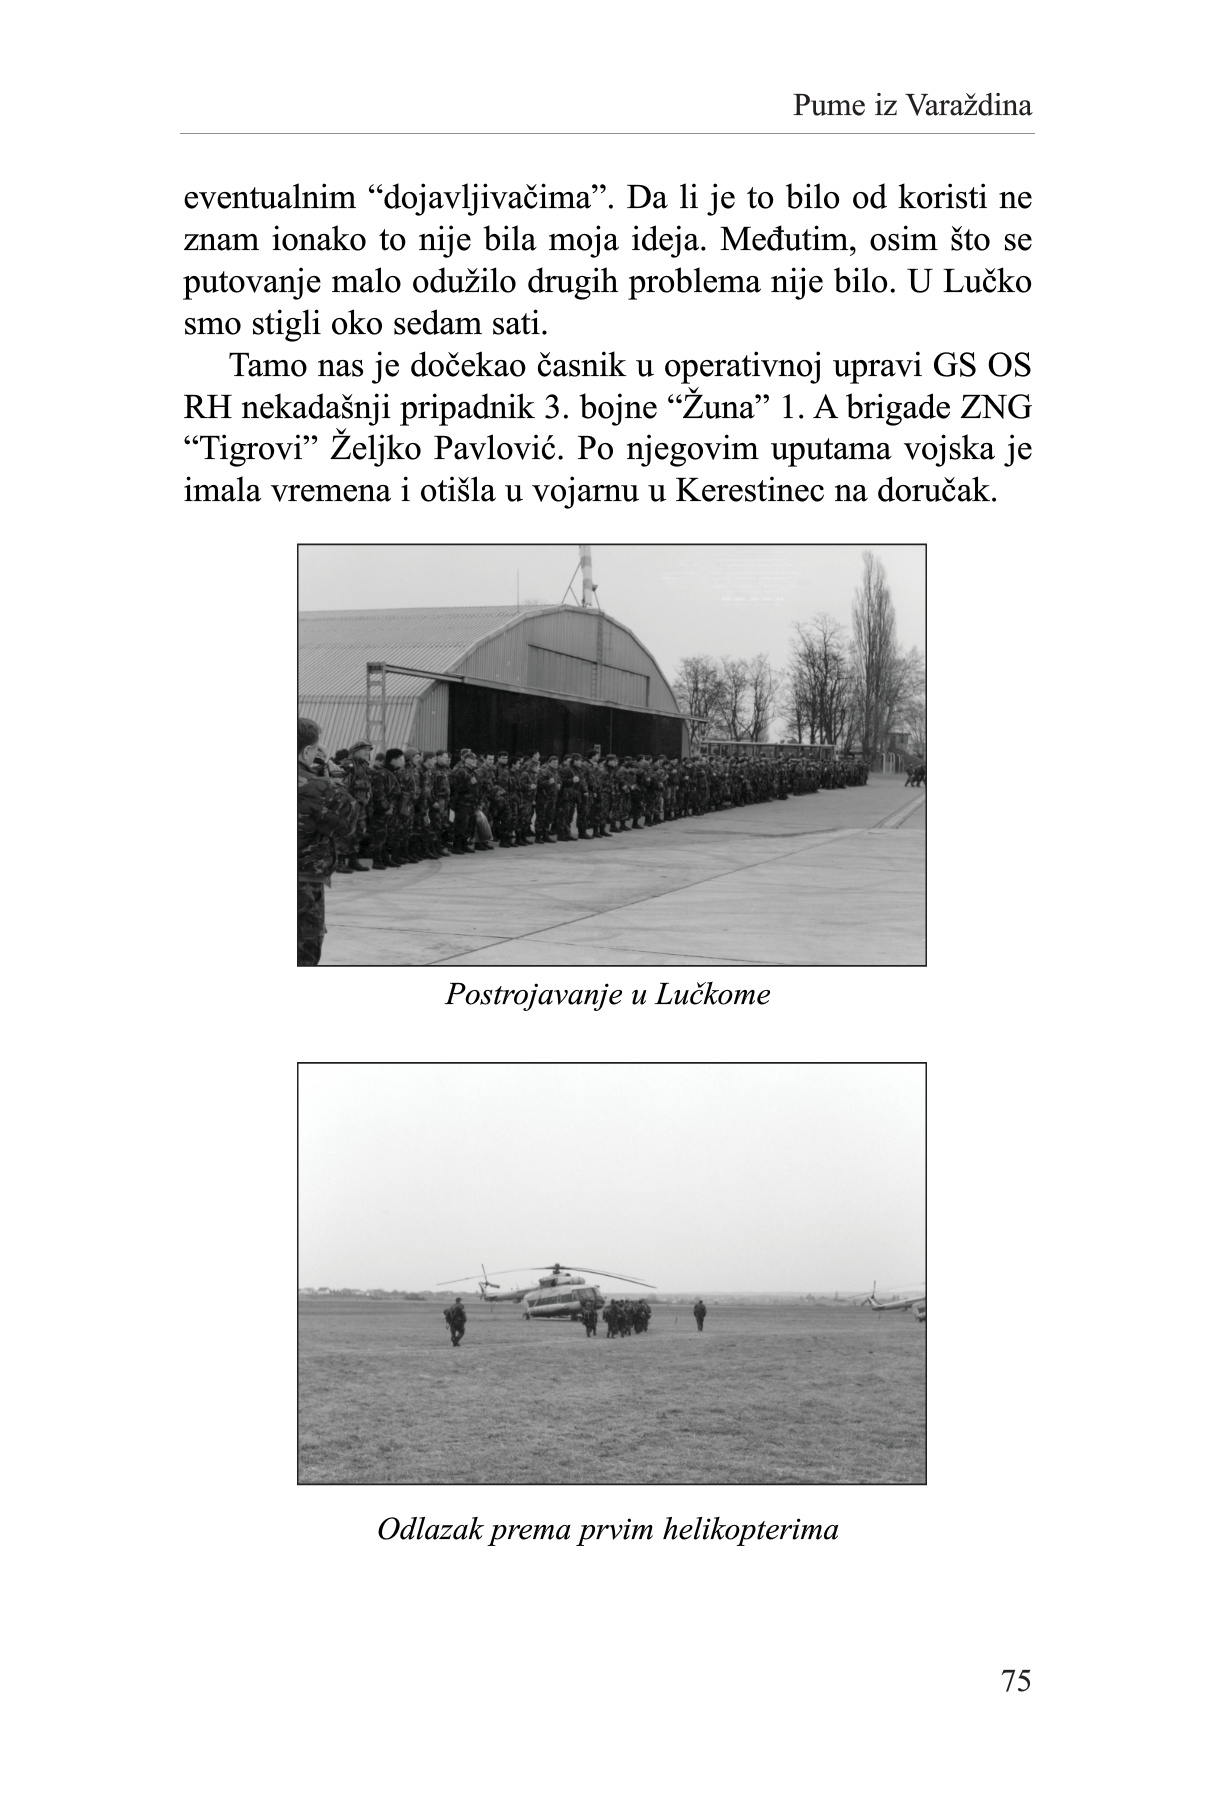 Pume iz Varaždina
eventualnim “dojavljivačima”. Da li je to bilo od koristi ne
znam ionako to nije bila moja ideja. Međutim, osim što se
putovanje malo odužilo drugih problema nije bilo. U Lučko
smo stigli oko sedam sati.
Tamo nas je dočekao časnik u operativnoj upravi GS OS
RH nekadašnji pripadnik 3. bojne “Žuna” 1. A brigade ZNG
“Tigrovi” Željko Pavlović. Po njegovim uputama vojska je
imala vremena i otišla u vojarnu u Kerestinec na doručak.
Postrojavanje u Lučkome
Odlazak prema prvim helikopterima
75